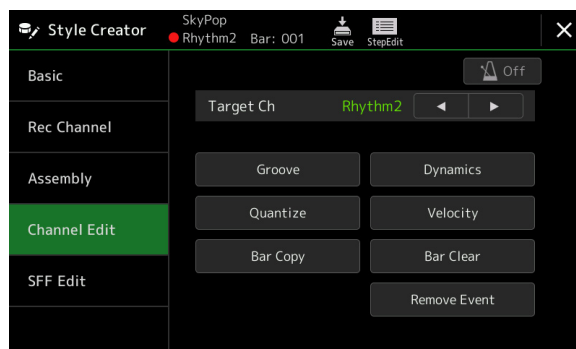 Style Creator
SkyPop
Rhythm2 Bar: 001
Save
StepEdit
Basic
Rec Channel
Assembly
Channel Edit
SFF Edit
Off
Target Ch Rhythm2
Groove Dynamics
Quantize Velocity
Bar Copy Bar Clear
Remove Event